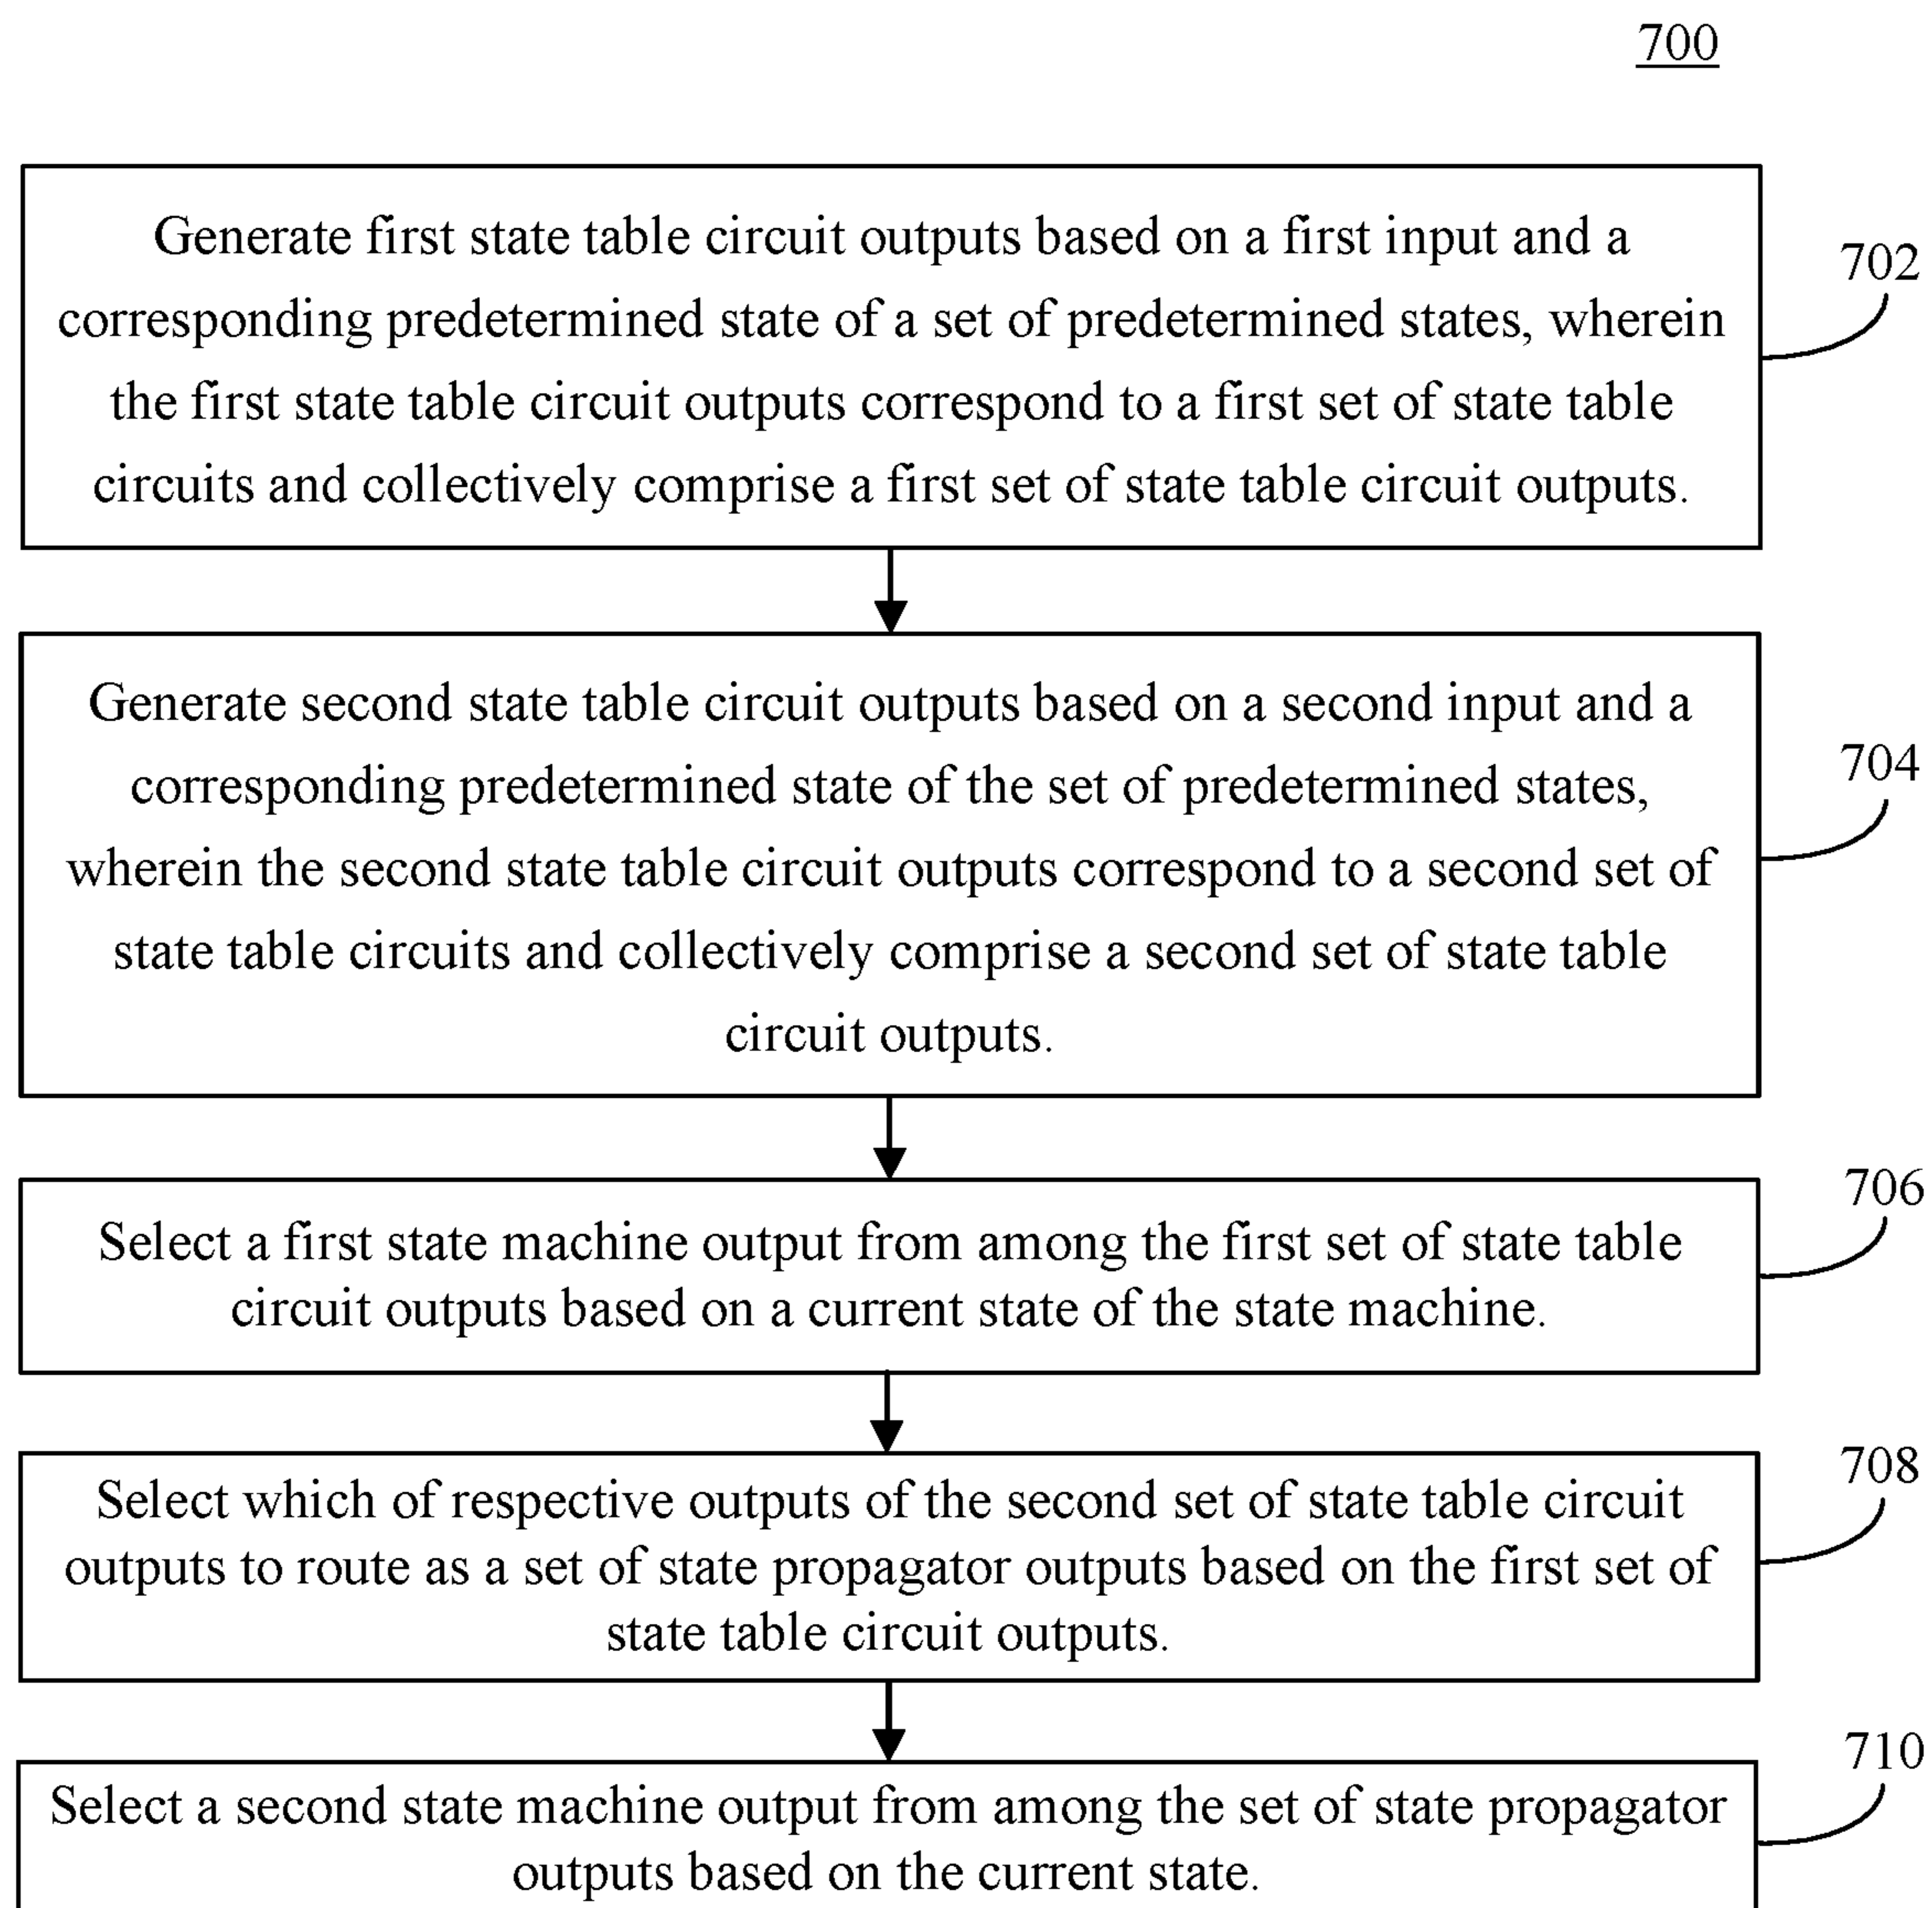 700
Generate first state table circuit outputs based on a first input and a
corresponding predetermined state of a set of predetermined states, wherein
the first state table circuit outputs correspond to a first set of state table
circuits and collectively comprise a first set of state table circuit outputs.
702
Generate second state table circuit outputs based on a second input and a
corresponding predetermined state of the set of predetermined states,
wherein the second state table circuit outputs correspond to a second set of
state table circuits and collectively comprise a second set of state table
circuit outputs.
704
Select a first state machine output from among the first set of state table
circuit outputs based on a current state of the state machine.
706
Select which of respective outputs of the second set of state table circuit
outputs to route as a set of state propagator outputs based on the first set of
state table circuit outputs.
708
Select a second state machine output from among the set of state propagator
outputs based on the current state.
710